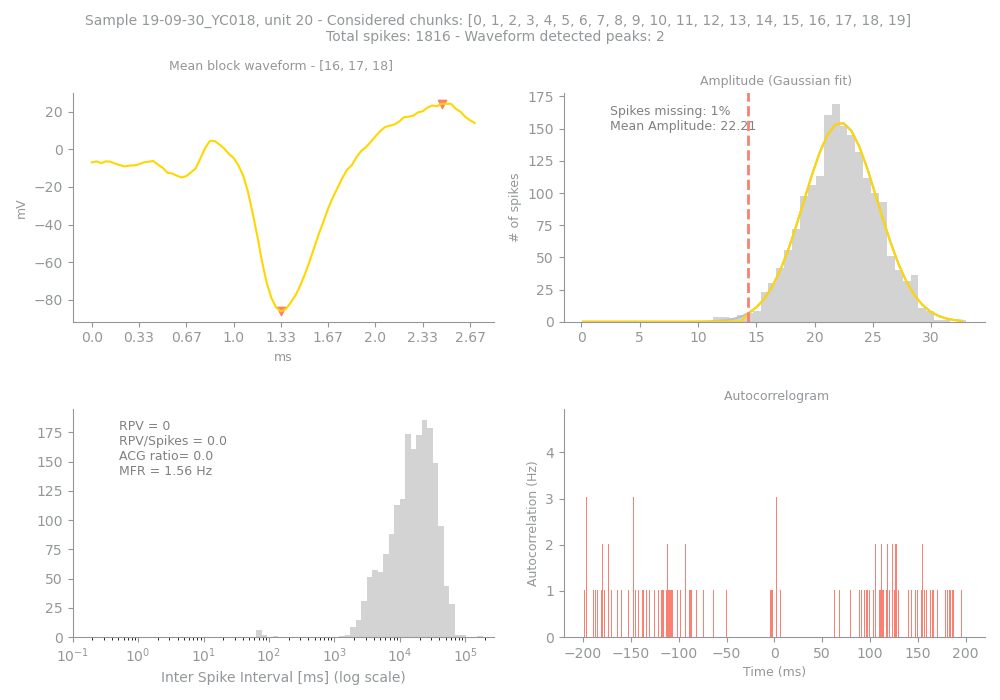 Sample 19-09-30_YC018, unit 20 - Considered chunks: [0, 1, 2, 3, 4, 5, 6, 7, 8, 9, 10, 11, 12, 13, 14, 15, 16, 17, 18, 19]
Total spikes: 1816 - Waveform detected peaks: 2
Mean block waveform - [16, 17, 18]
20
0
−20
−40
−60
−80
mV
0.0 0.33 0.67 1.0 1.33 1.67 2.0 2.33 2.67
ms
Amplitude (Gaussian fit)
Spikes missing: 1%
Mean Amplitude: 22.21
175
150
125
100
75
50
25
0
# of spikes
0 5 10 15 20 25 30
RPV = 0
RPV/Spikes = 0.0
ACG ratio= 0.0
MFR = 1.56 Hz
175
150
125
100
75
50
25
0
10⁻¹ 10⁰ 10¹ 10² 10³ 10⁴ 10⁵
Inter Spike Interval [ms] (log scale)
Autocorrelogram
4
3
2
1
0
Autocorrelation (Hz)
−200 −150 −100 −50 0 50 100 150 200
Time (ms)